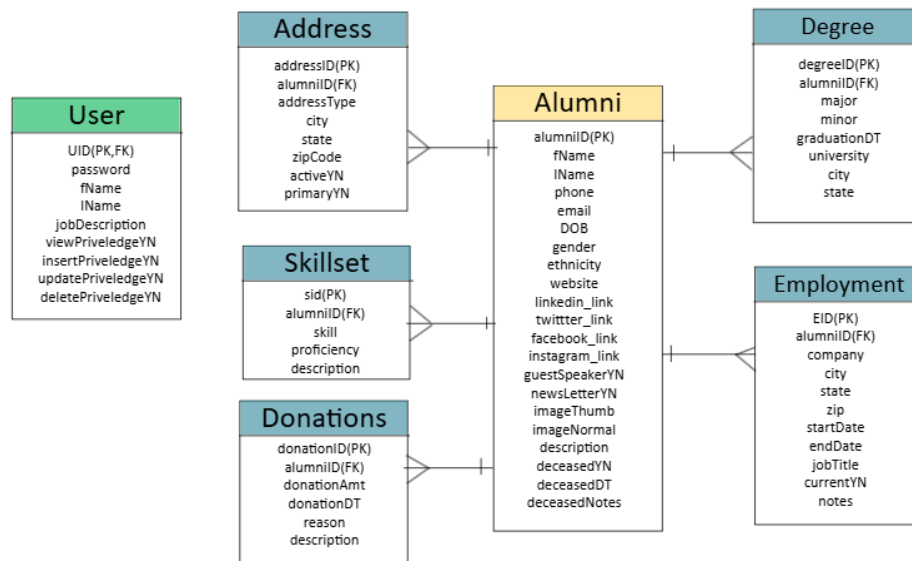 User
UID(PK,FK)
password
fName
lName
jobDescription
viewPriveledgeYN
insertPriveledgeYN
updatePriveledgeYN
deletePriveledgeYN
Address
addressID(PK)
alumniID(FK)
addressType
city
state
zipCode
activeYN
primaryYN
Skillset
sid(PK)
alumniID(FK)
skill
proficiency
description
Donations
donationID(PK)
alumniID(FK)
donationAmt
donationDT
reason
description
Alumni
alumniID(PK)
fName
lName
phone
email
DOB
gender
ethnicity
website
linkedin_link
twittter_link
facebook_link
instagram_link
guestSpeakerYN
newsLetterYN
imageThumb
imageNormal
description
deceasedYN
deceasedDT
deceasedNotes
Degree
degreeID(PK)
alumniID(FK)
major
minor
graduationDT
university
city
state
Employment
EID(PK)
alumniID(FK)
company
city
state
zip
startDate
endDate
jobTitle
currentYN
notes